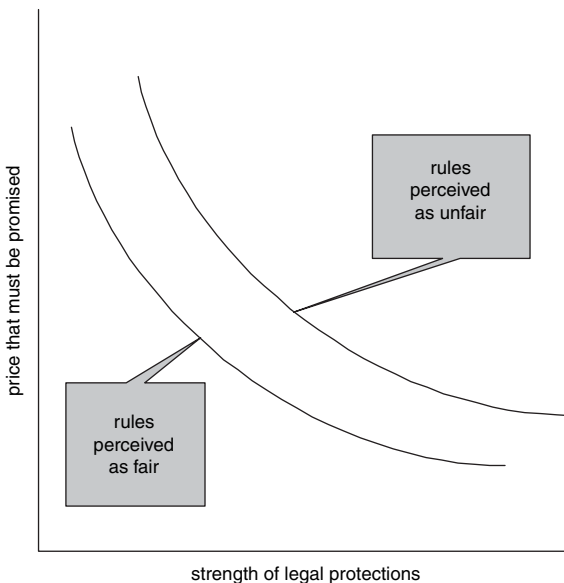 price that must be promised
rules
perceived
as unfair
rules
perceived
as fair
strength of legal protections